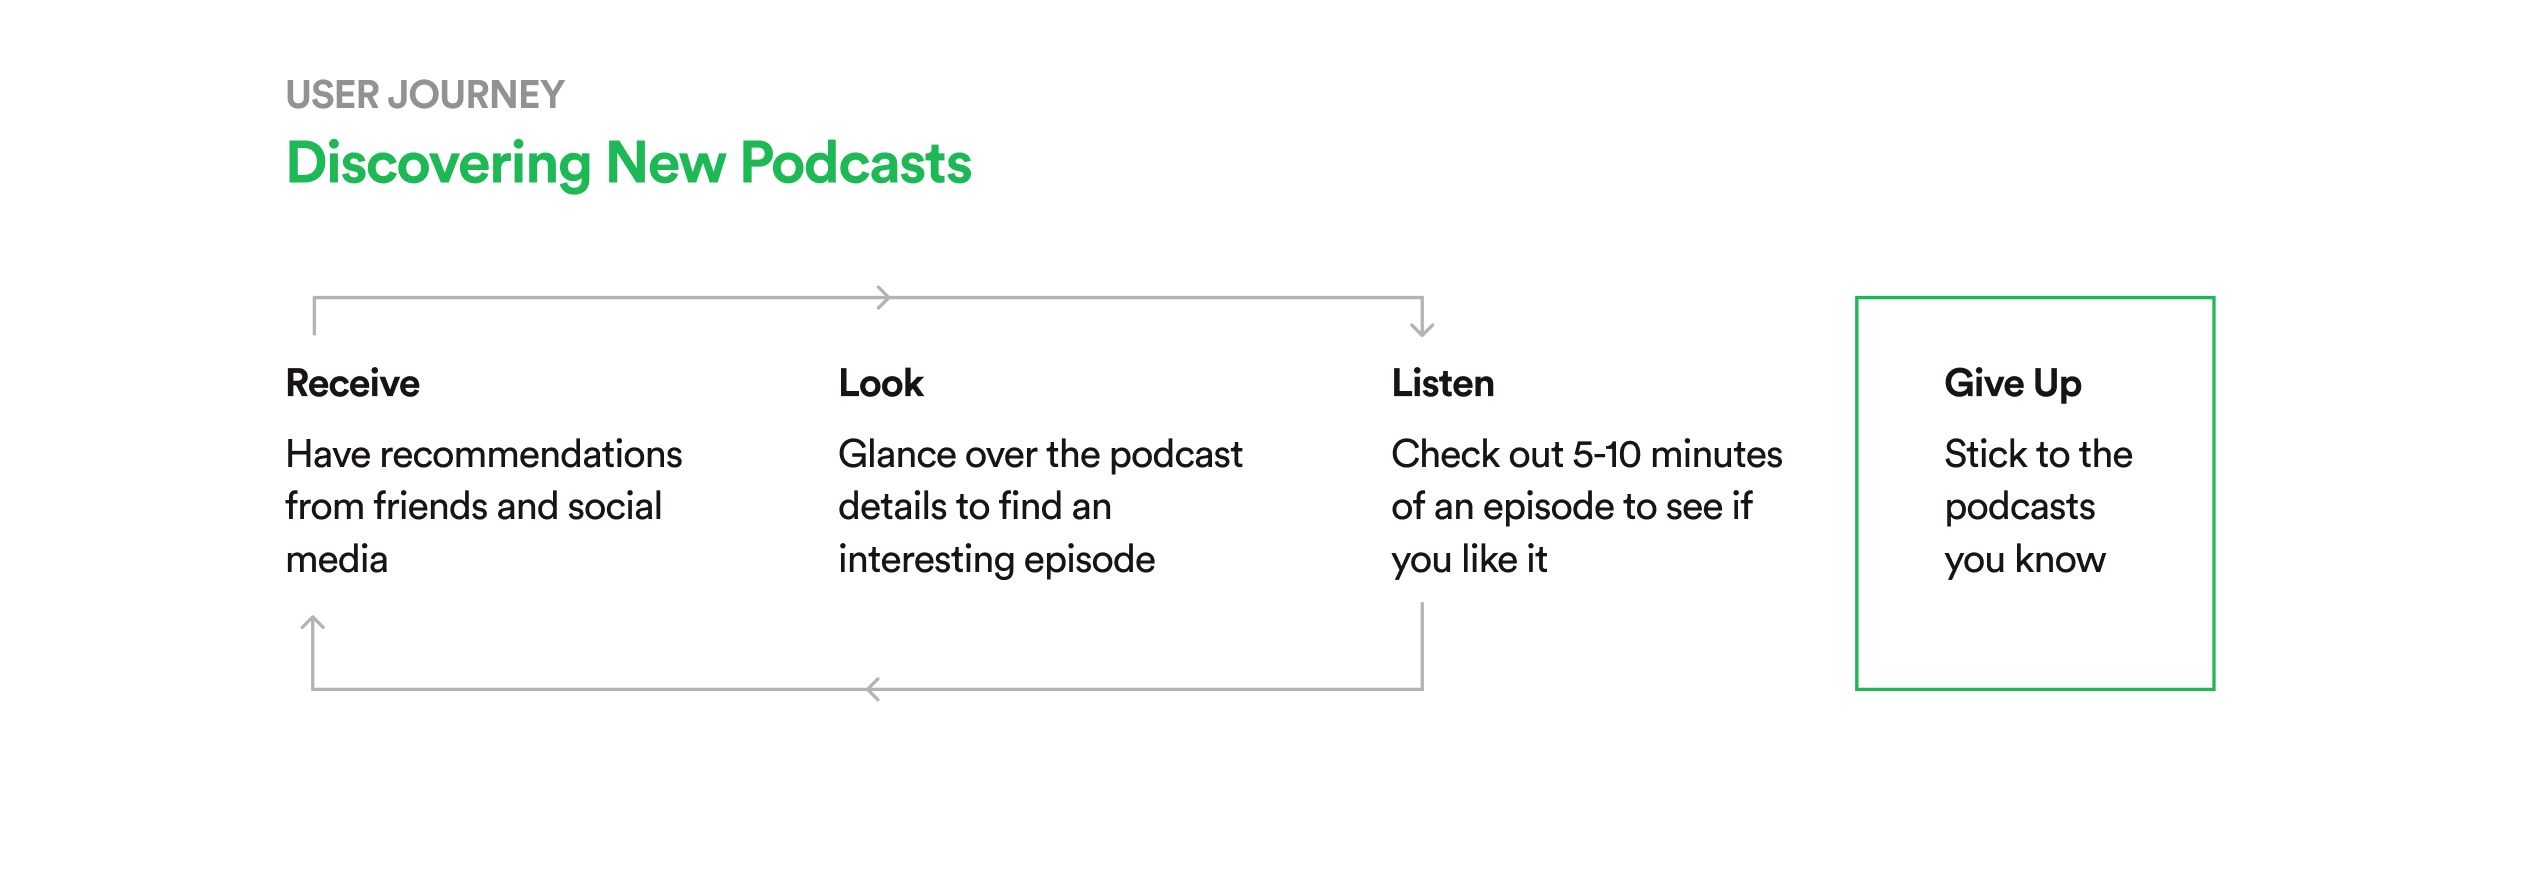 USER JOURNEY
Discovering New Podcasts
Receive
Have recommendations
from friends and social
media
Look
Glance over the podcast
details to find an
interesting episode
Listen
Check out 5-10 minutes
of an episode to see if
you like it
Give Up
Stick to the
podcasts
you know